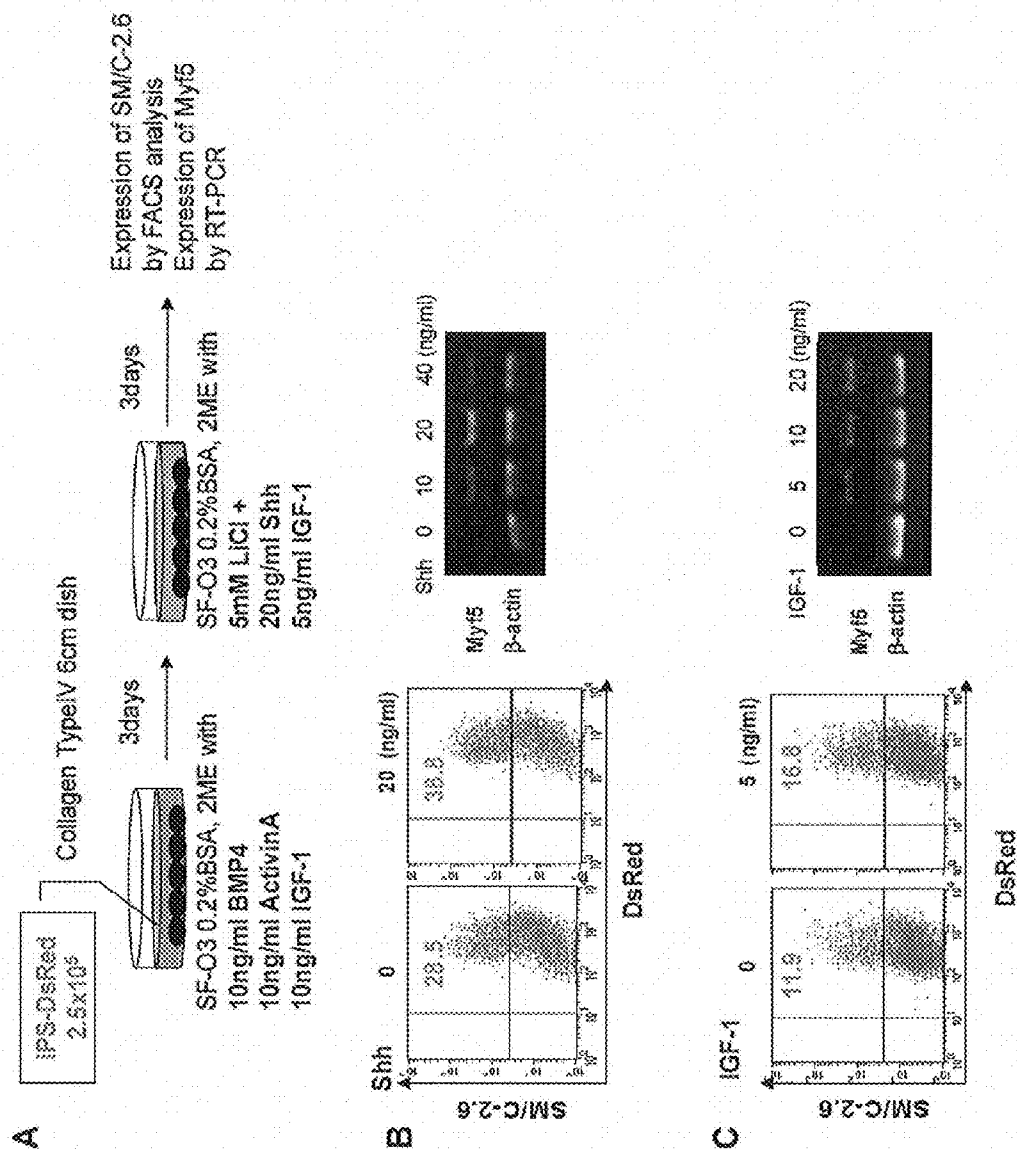 A
IPS-DsRed
2.5x10⁵
Collagen TypeIV 6cm dish
3days
3days
SF-O3 0.2%BSA, 2ME with
10ng/ml BMP4
10ng/ml ActivinA
10ng/ml IGF-1
SF-O3 0.2%BSA, 2ME with
5mM LiCl +
20ng/ml Shh
5ng/ml IGF-1
Expression of SM/C-2.6
by FACS analysis
Expression of Myf5
by RT-PCR
B
Shh 0 20 (ng/ml)
28.5 38.8
SM/C-2.6
DsRed
Shh 0 10 20 40 (ng/ml)
Myf5
β-actin
C
IGF-1 0 5 (ng/ml)
11.9 16.8
SM/C-2.6
DsRed
IGF-1 0 5 10 20 (ng/ml)
Myf5
β-actin